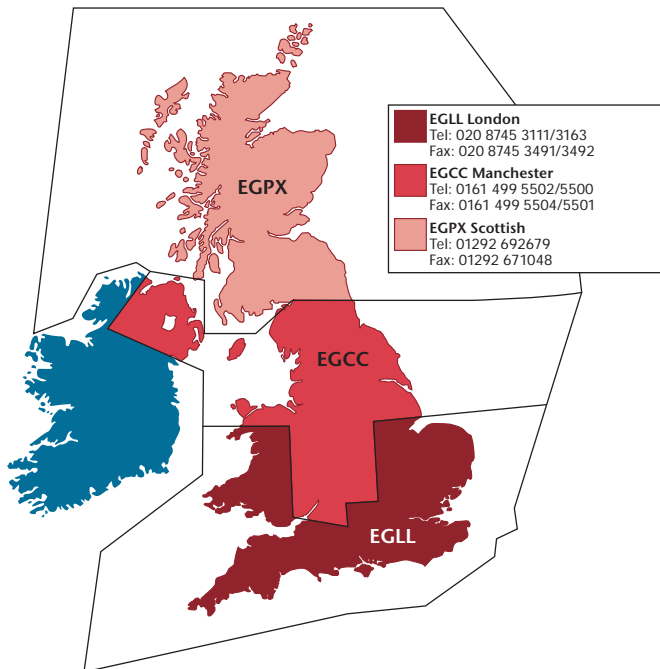 EGPX
EGLL London
Tel: 020 8745 3111/3163
Fax: 020 8745 3491/3492
EGCC Manchester
Tel: 0161 499 5502/5500
Fax: 0161 499 5504/5501
EGPX Scottish
Tel: 01292 692679
Fax: 01292 671048
EGCC
EGLL